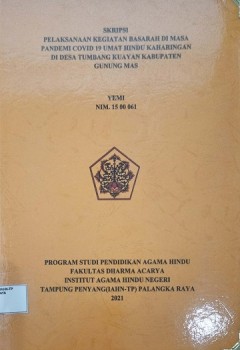 SKRIPSI
PELAKSANAAN KEGIATAN BASARAH DI MASA
PANDEMI COVID 19 UMAT HINDU KAHARINGAN
DI DESA TUMBANG KUAYAN KABUPATEN
GUNUNG MAS
YEMI
NIM. 15 00 061
PROGRAM STUDI PENDIDIKAN AGAMA HINDU
FAKULTAS DHARMA ACARYA
INSTITUT AGAMA HINDU NEGERI
TAMPUNG PENYANG(IAHN-TP) PALANGKA RAYA
2021